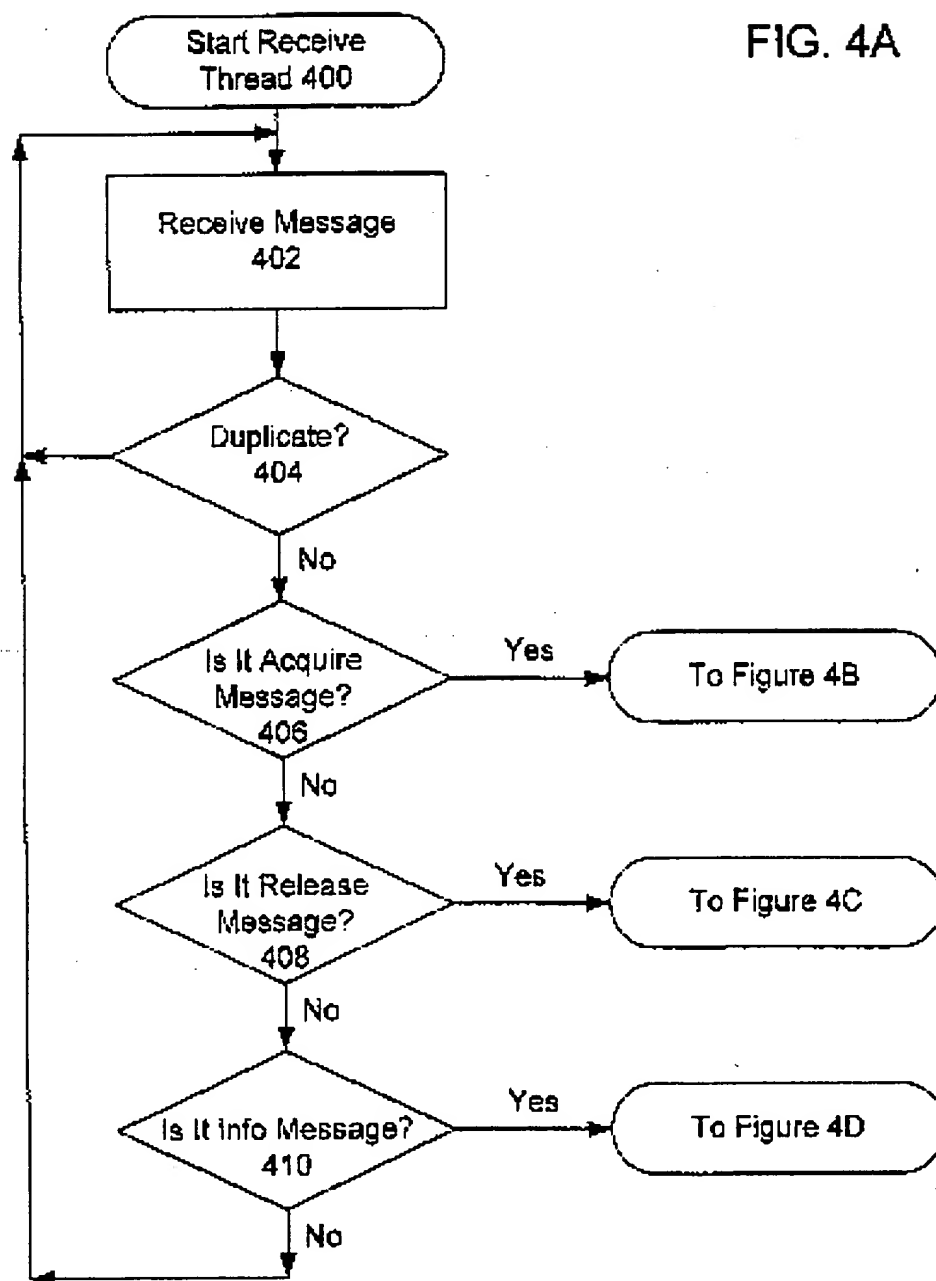 FIG. 4A
Start Receive
Thread 400
Receive Message
402
Duplicate?
404
No
Is It Acquire
Message?
406
Yes
To Figure 4B
No
Is It Release
Message?
408
Yes
To Figure 4C
No
Is It Info Message?
410
Yes
To Figure 4D
No